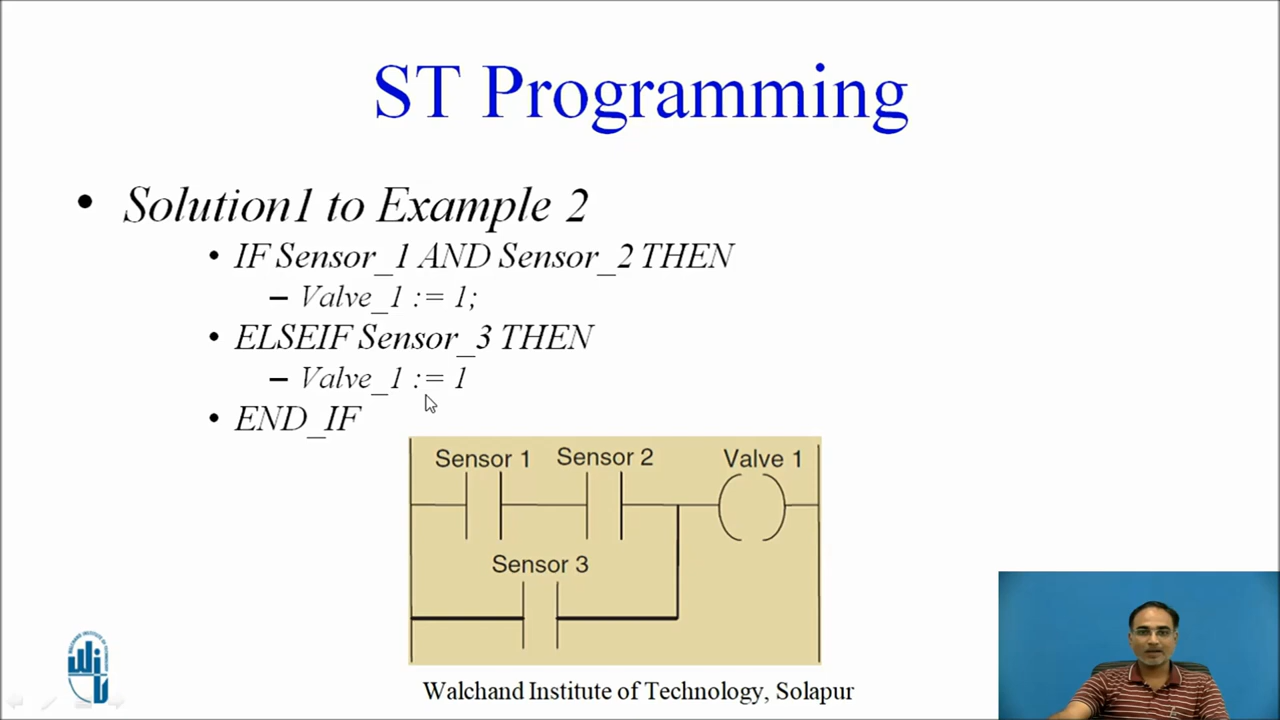 ST Programming
• Solution1 to Example 2
• IF Sensor_1 AND Sensor_2 THEN
– Valve_1 := 1;
• ELSEIF Sensor_3 THEN
– Valve_1 := 1
• END_IF
Sensor 1 Sensor 2 Valve 1
Sensor 3
Walchand Institute of Technology, Solapur